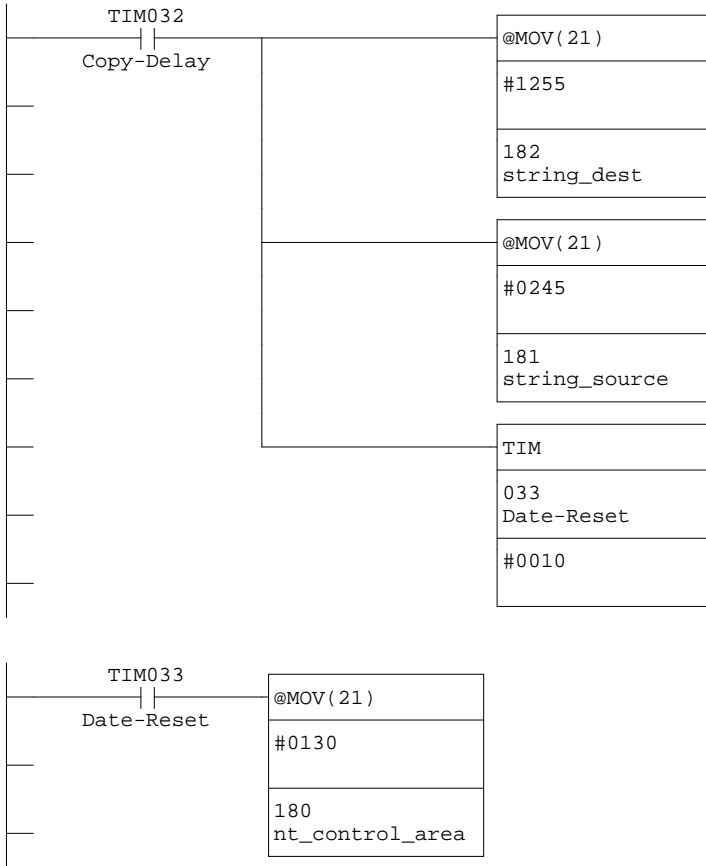 TIM032
Copy-Delay
@MOV(21)
#1255
182
string_dest
@MOV(21)
#0245
181
string_source
TIM
033
Date-Reset
#0010
TIM033
Date-Reset
@MOV(21)
#0130
180
nt_control_area